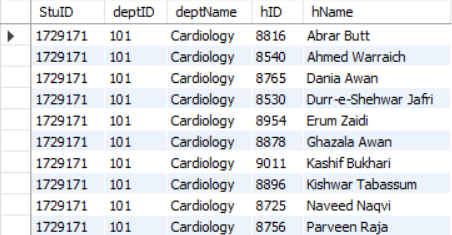 StuID deptID deptName hID hName
1729171 101 Cardiology 8816 Abrar Butt
1729171 101 Cardiology 8540 Ahmed Warraich
1729171 101 Cardiology 8765 Dania Awan
1729171 101 Cardiology 8530 Durr-e-Shehwar Jafri
1729171 101 Cardiology 8954 Erum Zaidi
1729171 101 Cardiology 8878 Ghazala Awan
1729171 101 Cardiology 9011 Kashif Bukhari
1729171 101 Cardiology 8896 Kishwar Tabassum
1729171 101 Cardiology 8725 Naveed Naqvi
1729171 101 Cardiology 8756 Parveen Raja